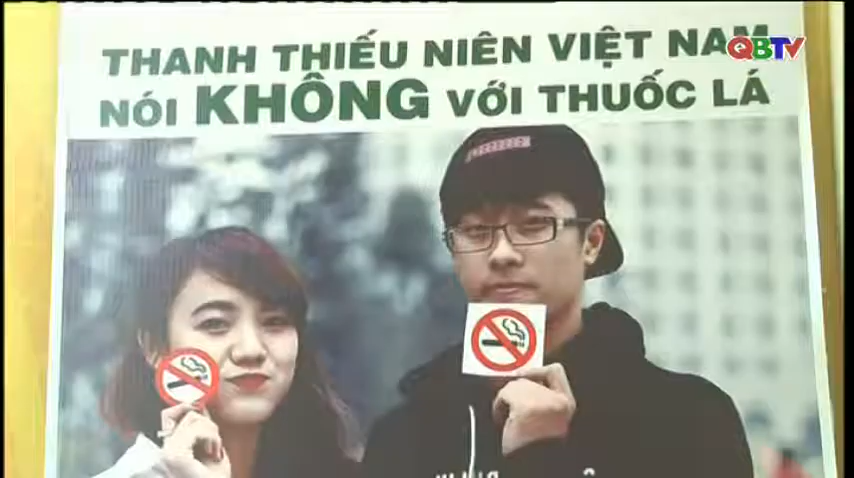 THANH THIẾU NIÊN VIỆT NAM
NÓI KHÔNG VỚI THUỐC LÁ
QBTV